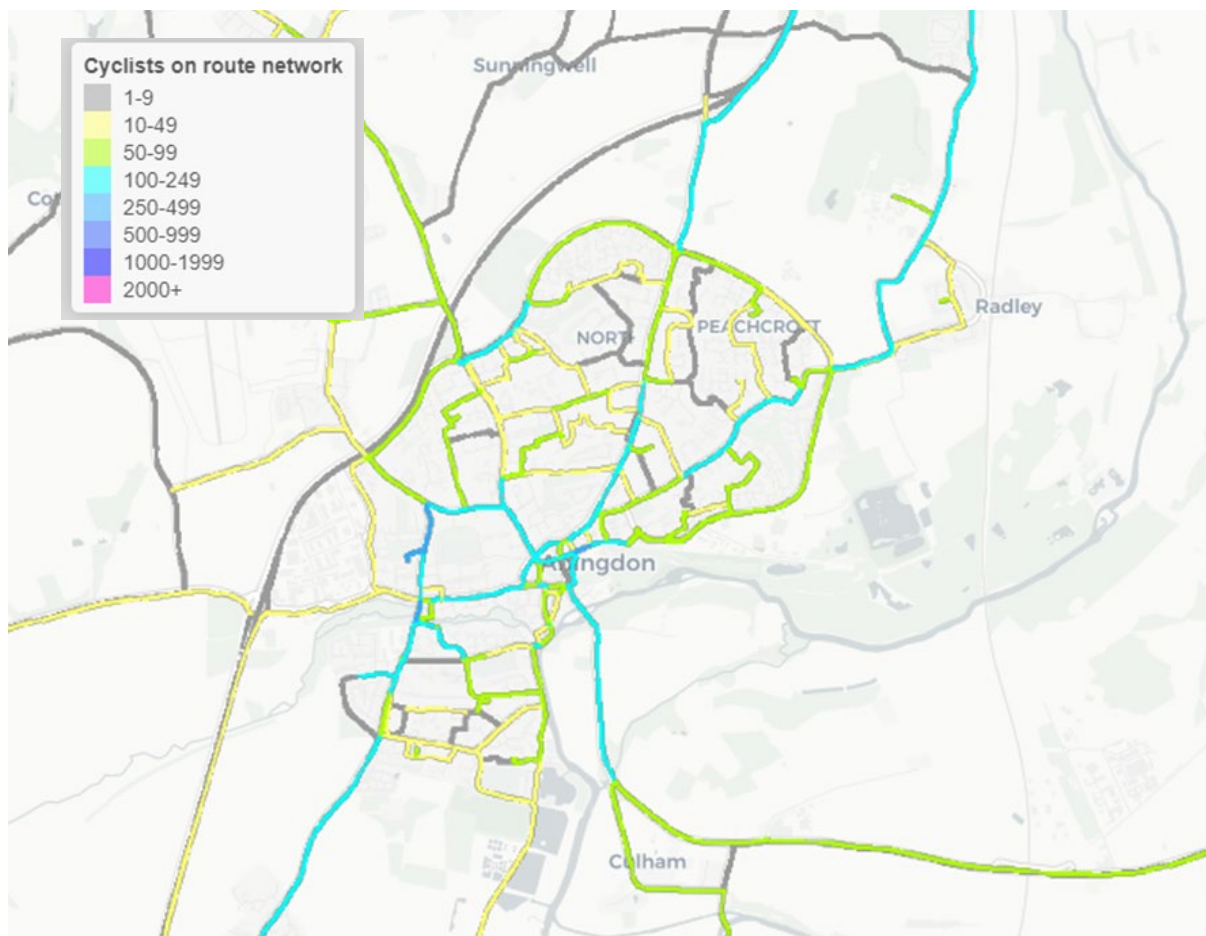 Cyclists on route network
1-9
10-49
50-99
100-249
250-499
500-999
1000-1999
2000+
Sunningwell
Co
Radley
NORTH
PEACHCROFT
Abingdon
Culham